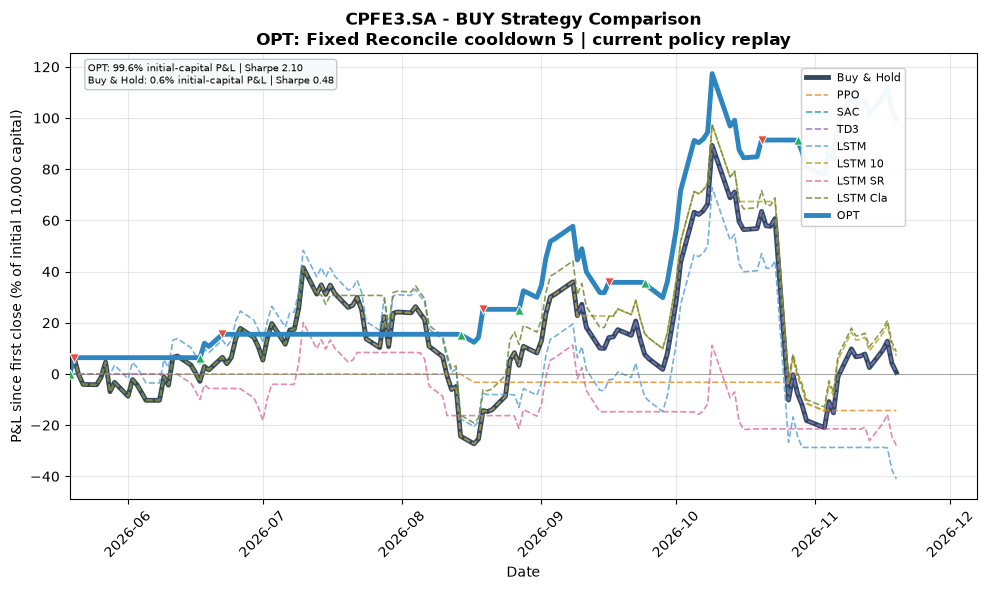 CPFE3.SA - BUY Strategy Comparison
OPT: Fixed Reconcile cooldown 5 | current policy replay
OPT: 99.6% initial-capital P&L | Sharpe 2.10
Buy & Hold: 0.6% initial-capital P&L | Sharpe 0.48
Buy & Hold
PPO
SAC
TD3
LSTM
LSTM 10
LSTM SR
LSTM Cla
OPT
P&L since first close (% of initial 10,000 capital)
120
100
80
60
40
20
0
−20
−40
2026-06
2026-07
2026-08
2026-09
2026-10
2026-11
2026-12
Date